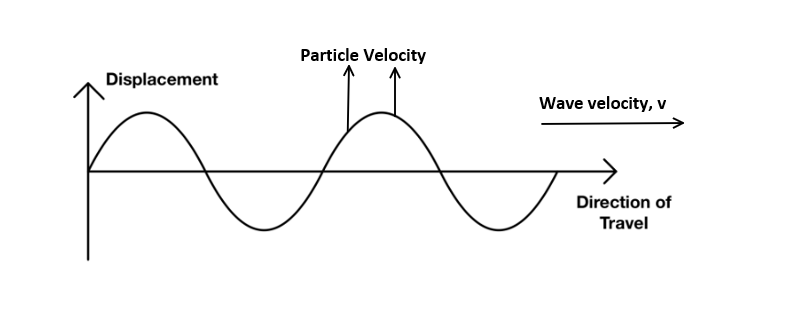 Particle Velocity
Displacement
Wave velocity, v
Direction of
Travel